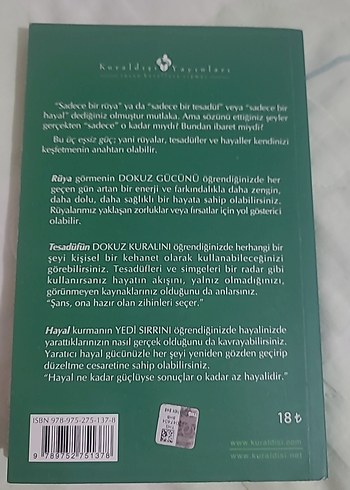 Kuraldışı Yayınları
"Sadece bir rüya" ya da "sadece bir tesadüf" veya "sadece bir
hayal" dediğiniz olmuştur mutlaka. Ama sözünü ettiğiniz şeyler
gerçekten "sadece" o kadar mıydı? Bundan ibaret miydi?
Bu üç eşsiz güç; yani rüyalar, tesadüfler ve hayaller kendinizi
keşfetmenin anahtarı olabilir.
Rüya görmenin DOKUZ GÜCÜNÜ öğrendiğinizde her
geçen gün artan bir enerji ve farkındalıkla daha zengin,
daha dolu, daha sağlıklı bir hayata sahip olabilirsiniz.
Rüyalarımız yaklaşan zorluklar veya fırsatlar için yol gösterici
olabilir.
Tesadüfün DOKUZ KURALINI öğrendiğinizde herhangi bir
şeyi kişisel bir kehanet olarak kullanabileceğinizi
görebilirsiniz. Tesadüfleri ve simgeleri bir radar gibi
kullanırsanız hayatın akışını, yalnız olmadığınızı,
görünmeyen kaynaklarınız olduğunu da anlarsınız.
"Şans, ona hazır olan zihinleri seçer."
Hayal kurmanın YEDİ SIRRINI öğrendiğinizde hayalinizde
yarattıklarınızın nasıl gerçek olduğunu da kavrayabilirsiniz.
Yaratıcı hayal gücünüzle her şeyi yeniden gözden geçirip
düzeltme cesaretine sahip olabilirsiniz.
"Hayal ne kadar güçlüyse sonuçlar o kadar az hayalidir."
ISBN 978-975-275-137-8
9 789752 751378
18 ₺
www.kuraldisi.com
www.kuraldisi.net